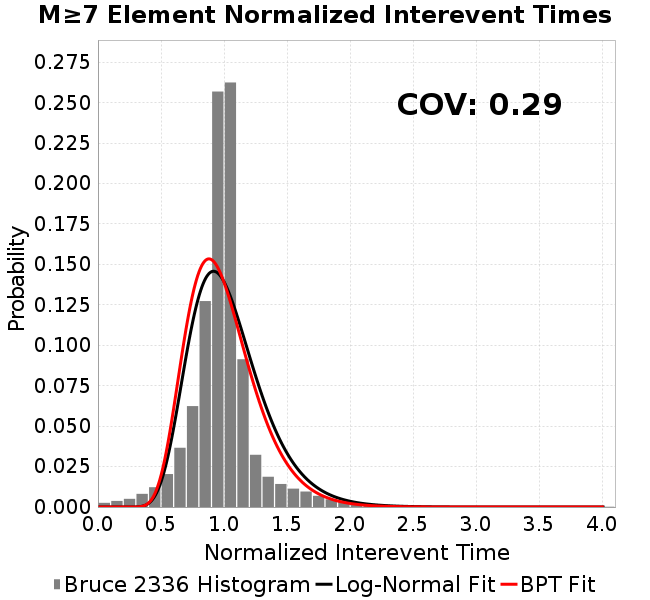 M≥7 Element Normalized Interevent Times
COV: 0.29
Probability
0.275
0.250
0.225
0.200
0.175
0.150
0.125
0.100
0.075
0.050
0.025
0.000
0.0 0.5 1.0 1.5 2.0 2.5 3.0 3.5 4.0
Normalized Interevent Time
Bruce 2336 Histogram Log-Normal Fit BPT Fit